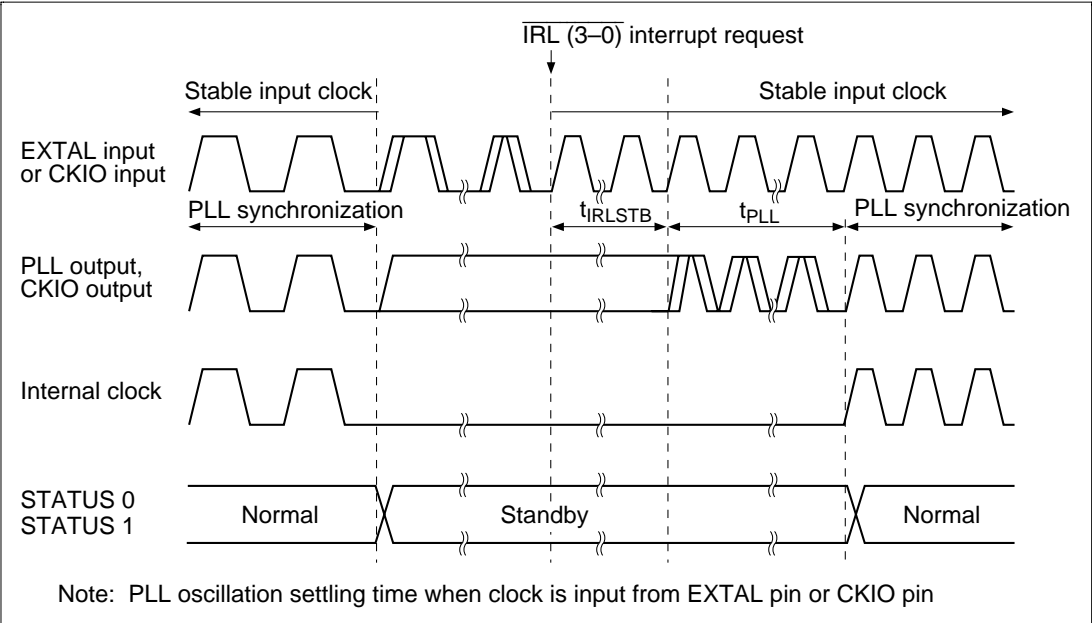 IRL (3–0) interrupt request
Stable input clock
Stable input clock
EXTAL input
or CKIO input
PLL synchronization
tIRLSTB
tPLL
PLL synchronization
PLL output,
CKIO output
Internal clock
STATUS 0
STATUS 1
Normal
Standby
Normal
Note: PLL oscillation settling time when clock is input from EXTAL pin or CKIO pin